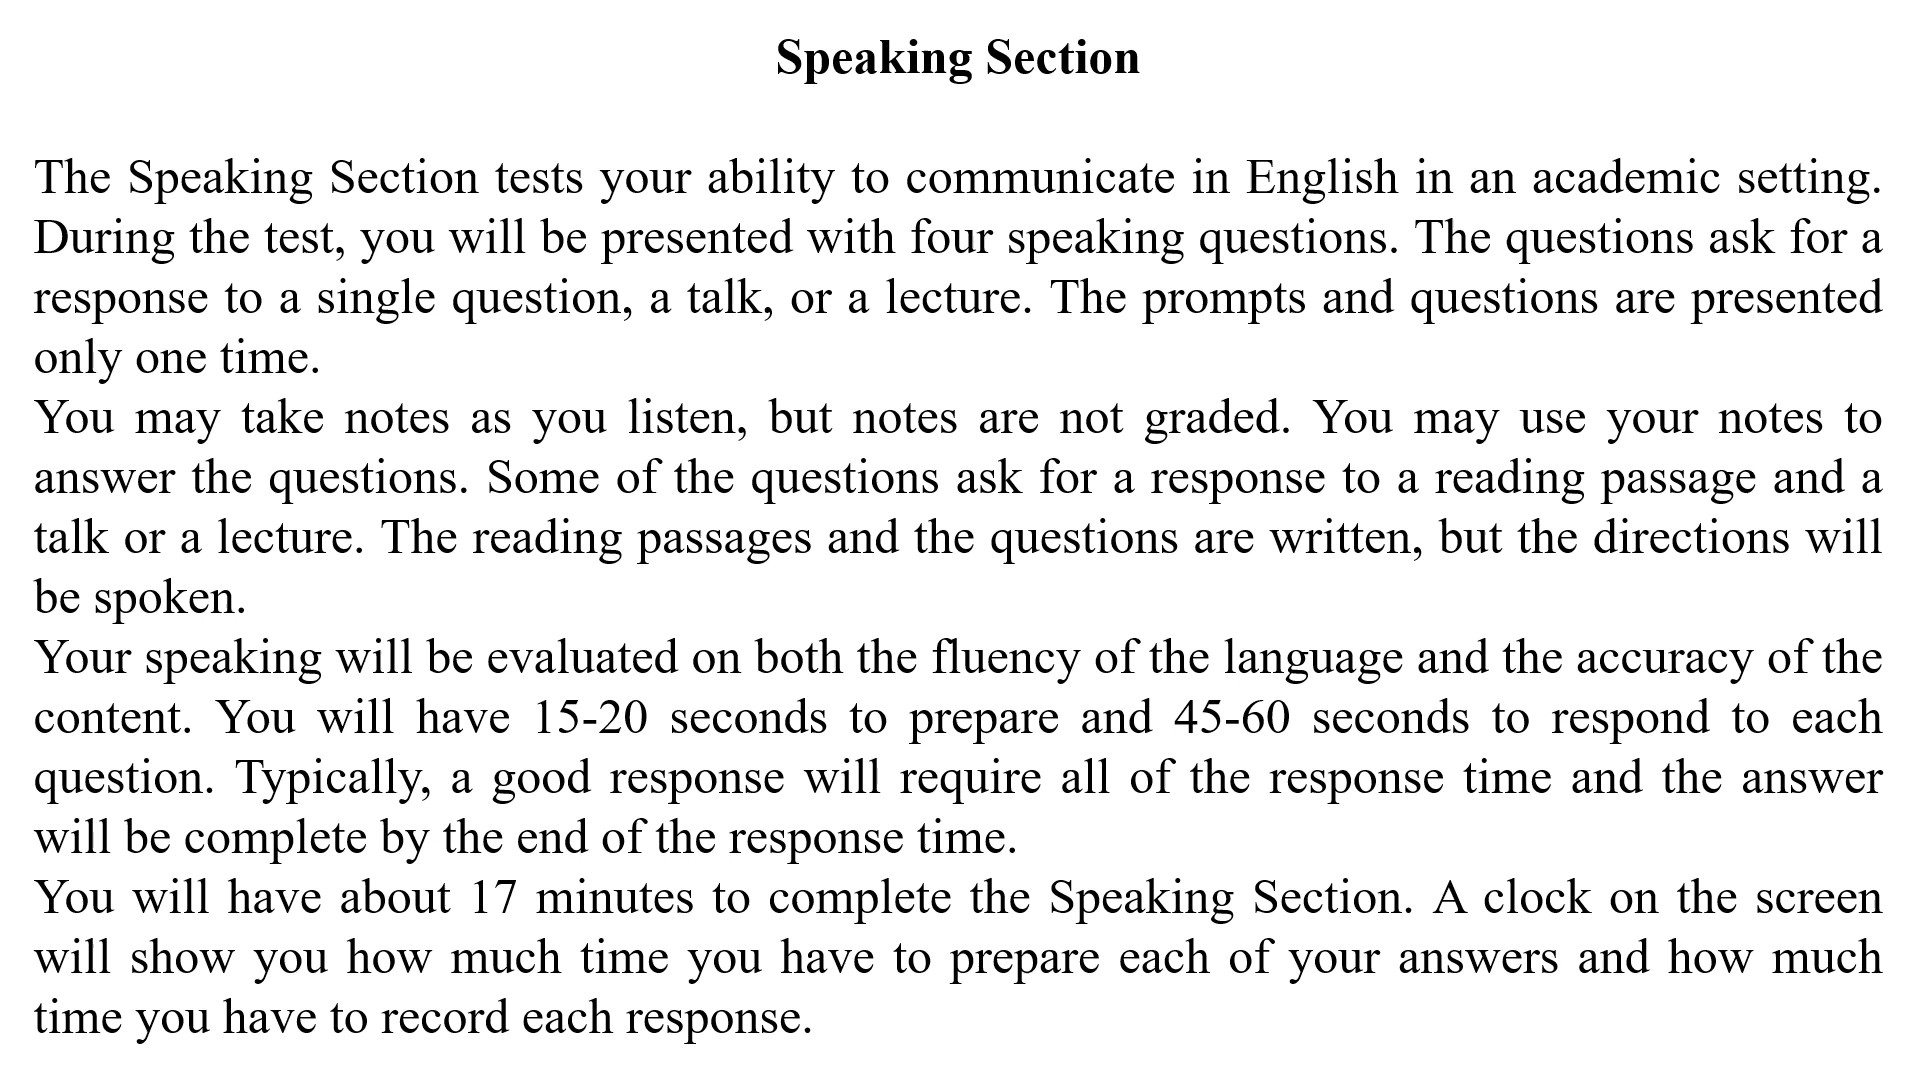 Speaking Section
The Speaking Section tests your ability to communicate in English in an academic setting.
During the test, you will be presented with four speaking questions. The questions ask for a
response to a single question, a talk, or a lecture. The prompts and questions are presented
only one time.
You may take notes as you listen, but notes are not graded. You may use your notes to
answer the questions. Some of the questions ask for a response to a reading passage and a
talk or a lecture. The reading passages and the questions are written, but the directions will
be spoken.
Your speaking will be evaluated on both the fluency of the language and the accuracy of the
content. You will have 15-20 seconds to prepare and 45-60 seconds to respond to each
question. Typically, a good response will require all of the response time and the answer
will be complete by the end of the response time.
You will have about 17 minutes to complete the Speaking Section. A clock on the screen
will show you how much time you have to prepare each of your answers and how much
time you have to record each response.